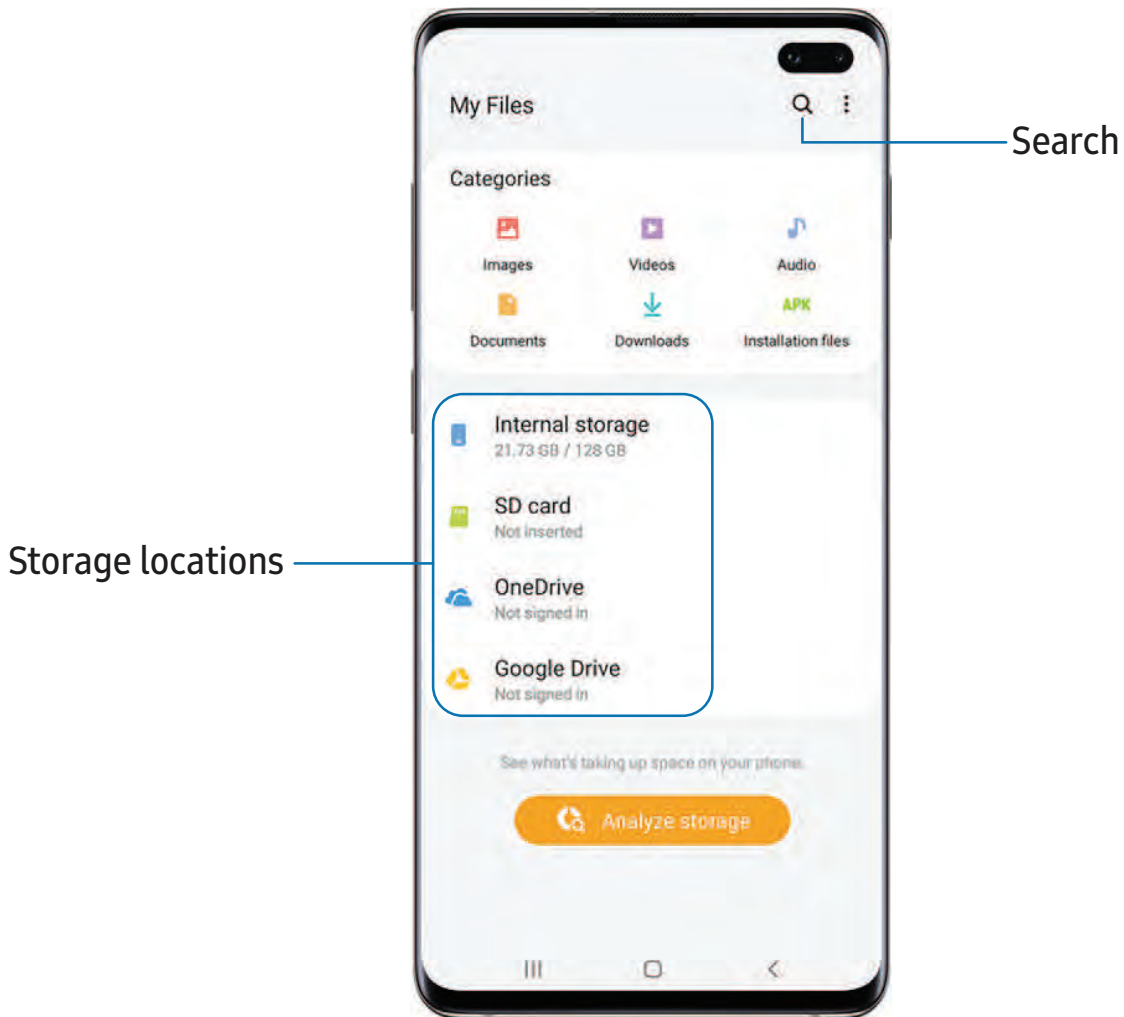 My Files
Search
Categories
Images Videos Audio
APK
Documents Downloads Installation files
Internal storage
21.73 GB / 128 GB
SD card
Not inserted
Storage locations
OneDrive
Not signed in
Google Drive
Not signed in
See what's taking up space on your phone.
Analyze storage